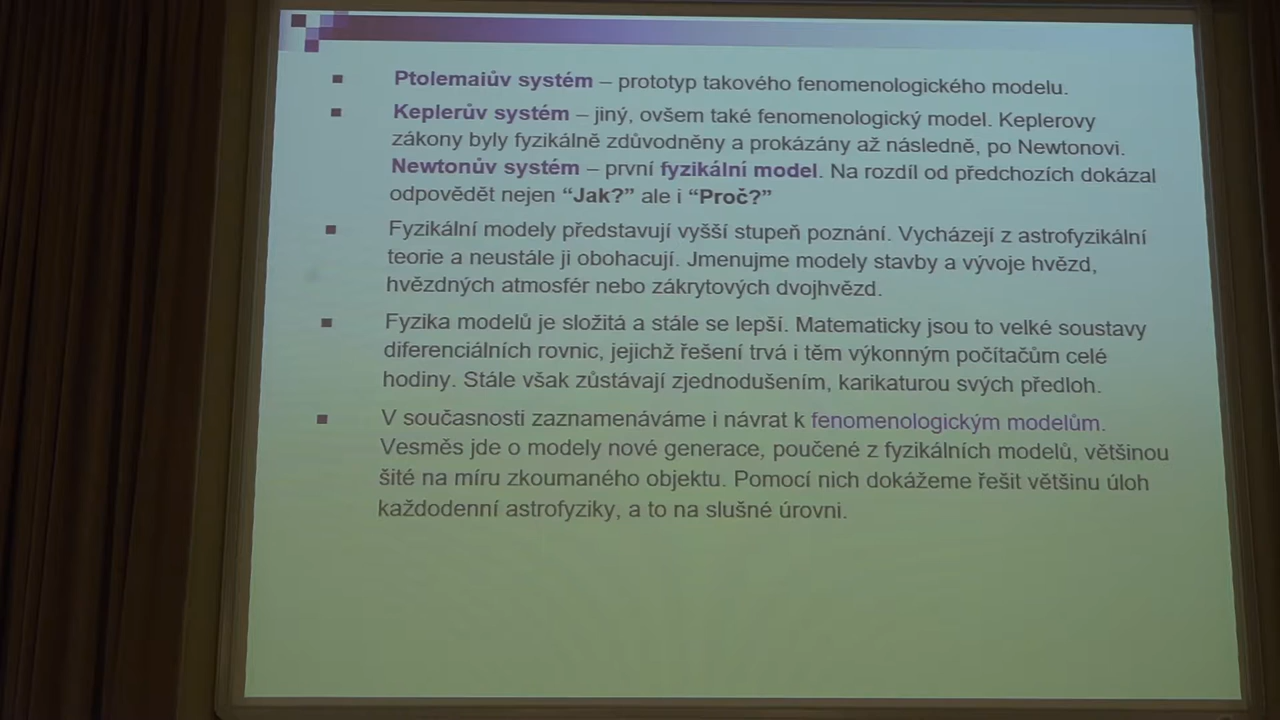 Ptolemaiův systém – prototyp takového fenomenologického modelu.
Keplerův systém – jiný, ovšem také fenomenologický model. Keplerovy
zákony byly fyzikálně zdůvodněny a prokázány až následně, po Newtonovi.
Newtonův systém – první fyzikální model. Na rozdíl od předchozích dokázal
odpovědět nejen “Jak?” ale i “Proč?”
Fyzikální modely představují vyšší stupeň poznání. Vycházejí z astrofyzikální
teorie a neustále ji obohacují. Jmenujme modely stavby a vývoje hvězd,
hvězdných atmosfér nebo zákrytových dvojhvězd.
Fyzika modelů je složitá a stále se lepší. Matematicky jsou to velké soustavy
diferenciálních rovnic, jejichž řešení trvá i těm výkonným počítačům celé
hodiny. Stále však zůstávají zjednodušením, karikaturou svých předloh.
V současnosti zaznamenáváme i návrat k fenomenologickým modelům.
Vesměs jde o modely nové generace, poučené z fyzikálních modelů, většinou
šité na míru zkoumaného objektu. Pomocí nich dokážeme řešit většinu úloh
každodenní astrofyziky, a to na slušné úrovni.